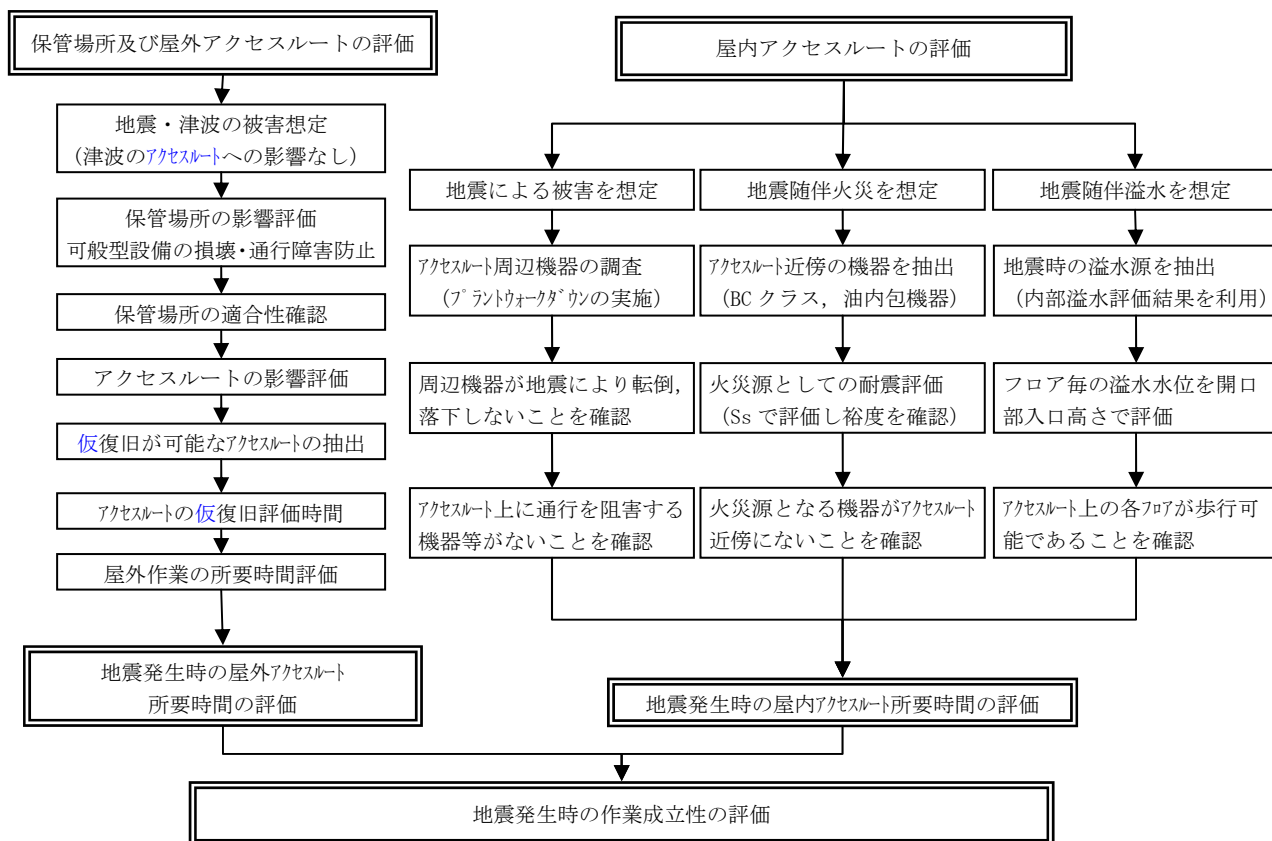 保管場所及び屋外アクセスルートの評価
地震・津波の被害想定
(津波のｱｸｾｽﾙｰﾄへの影響なし)
保管場所の影響評価
可般型設備の損壊・通行障害防止
保管場所の適合性確認
アクセスルートの影響評価
仮復旧が可能なｱｸｾｽﾙｰﾄの抽出
ｱｸｾｽﾙｰﾄの仮復旧評価時間
屋外作業の所要時間評価
地震発生時の屋外ｱｸｾｽﾙｰﾄ
所要時間の評価
屋内アクセスルートの評価
地震による被害を想定
ｱｸｾｽﾙｰﾄ周辺機器の調査
(ﾌﾟﾗﾝﾄｳｫｰｸﾀﾞｳﾝの実施)
周辺機器が地震により転倒,
落下しないことを確認
ｱｸｾｽﾙｰﾄ上に通行を阻害する
機器等がないことを確認
地震随伴火災を想定
ｱｸｾｽﾙｰﾄ近傍の機器を抽出
(BC クラス, 油内包機器)
火災源としての耐震評価
(Ss で評価し裕度を確認)
火災源となる機器がｱｸｾｽﾙｰﾄ
近傍にないことを確認
地震随伴溢水を想定
地震時の溢水源を抽出
(内部溢水評価結果を利用)
フロア毎の溢水水位を開口
部入口高さで評価
ｱｸｾｽﾙｰﾄ上の各ﾌﾛｱが歩行可
能であることを確認
地震発生時の屋内ｱｸｾｽﾙｰﾄ所要時間の評価
地震発生時の作業成立性の評価